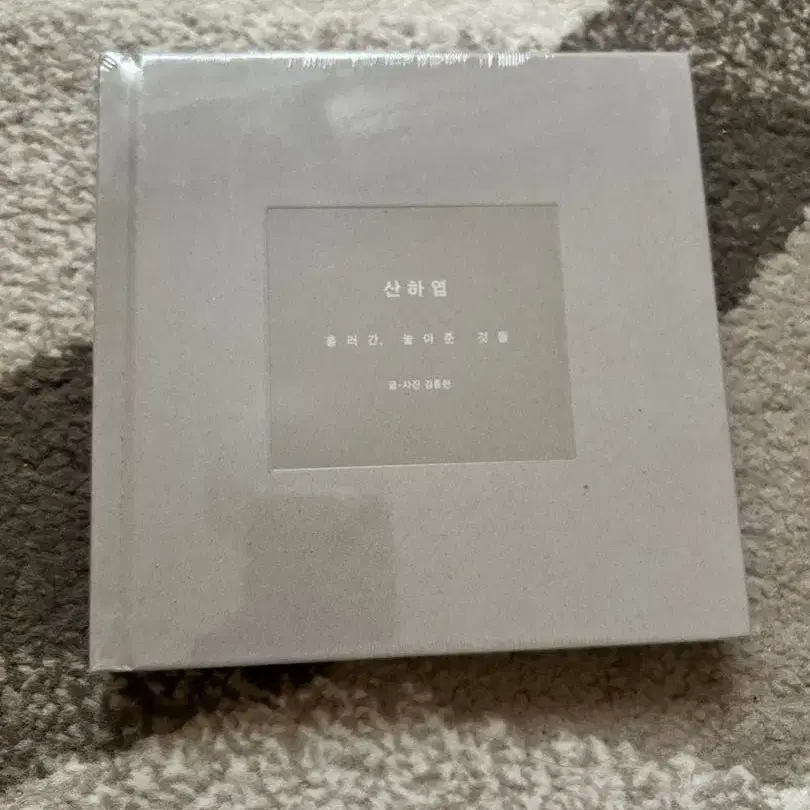 산하엽
흘러간, 놓아준 것들
글·사진 김종현